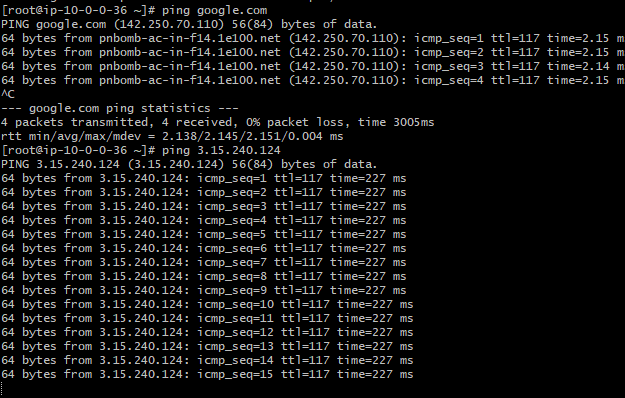 [root@ip-10-0-0-36 ~]# ping google.com
PING google.com (142.250.70.110) 56(84) bytes of data.
64 bytes from pnbomb-ac-in-f14.1e100.net (142.250.70.110): icmp_seq=1 ttl=117 time=2.15 m
64 bytes from pnbomb-ac-in-f14.1e100.net (142.250.70.110): icmp_seq=2 ttl=117 time=2.15 m
64 bytes from pnbomb-ac-in-f14.1e100.net (142.250.70.110): icmp_seq=3 ttl=117 time=2.14 m
64 bytes from pnbomb-ac-in-f14.1e100.net (142.250.70.110): icmp_seq=4 ttl=117 time=2.15 m
^C
--- google.com ping statistics ---
4 packets transmitted, 4 received, 0% packet loss, time 3005ms
rtt min/avg/max/mdev = 2.138/2.145/2.151/0.004 ms
[root@ip-10-0-0-36 ~]# ping 3.15.240.124
PING 3.15.240.124 (3.15.240.124) 56(84) bytes of data.
64 bytes from 3.15.240.124: icmp_seq=1 ttl=117 time=227 ms
64 bytes from 3.15.240.124: icmp_seq=2 ttl=117 time=227 ms
64 bytes from 3.15.240.124: icmp_seq=3 ttl=117 time=227 ms
64 bytes from 3.15.240.124: icmp_seq=4 ttl=117 time=227 ms
64 bytes from 3.15.240.124: icmp_seq=5 ttl=117 time=227 ms
64 bytes from 3.15.240.124: icmp_seq=6 ttl=117 time=227 ms
64 bytes from 3.15.240.124: icmp_seq=7 ttl=117 time=227 ms
64 bytes from 3.15.240.124: icmp_seq=8 ttl=117 time=227 ms
64 bytes from 3.15.240.124: icmp_seq=9 ttl=117 time=227 ms
64 bytes from 3.15.240.124: icmp_seq=10 ttl=117 time=227 ms
64 bytes from 3.15.240.124: icmp_seq=11 ttl=117 time=227 ms
64 bytes from 3.15.240.124: icmp_seq=12 ttl=117 time=227 ms
64 bytes from 3.15.240.124: icmp_seq=13 ttl=117 time=227 ms
64 bytes from 3.15.240.124: icmp_seq=14 ttl=117 time=227 ms
64 bytes from 3.15.240.124: icmp_seq=15 ttl=117 time=227 ms